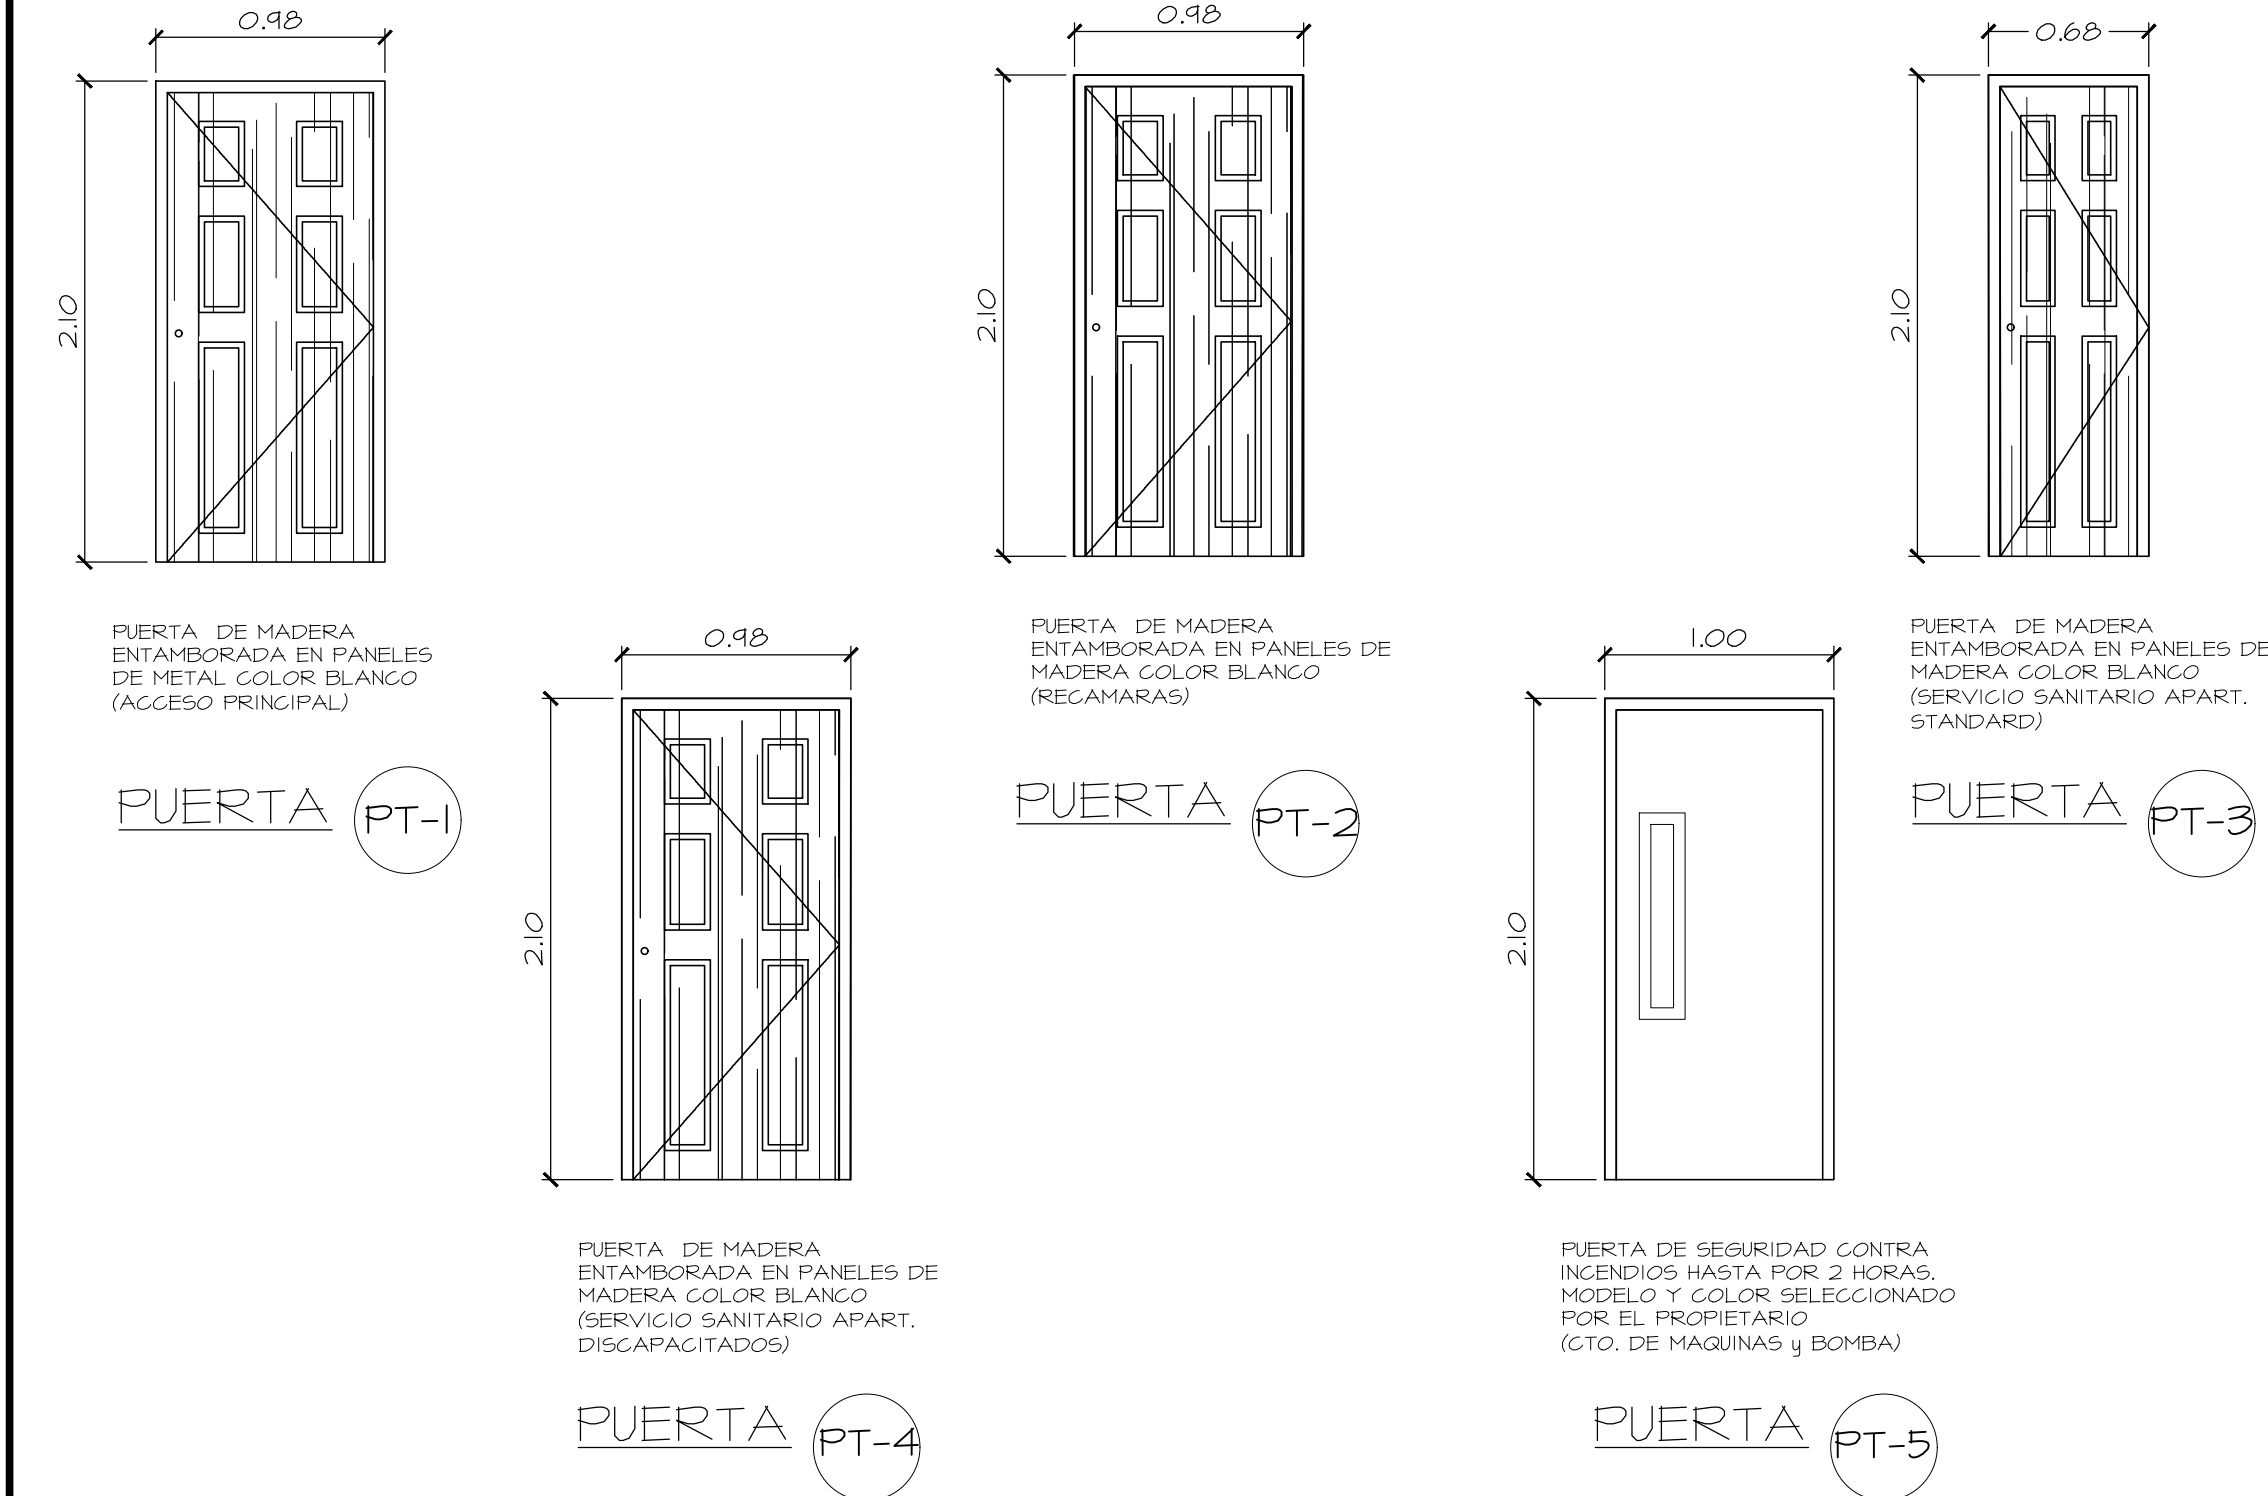 0.98
2.10
PUERTA DE MADERA
ENTAMBORADA EN PANELES
DE METAL COLOR BLANCO
(ACCESO PRINCIPAL)
PUERTA PT-1
0.98
2.10
PUERTA DE MADERA
ENTAMBORADA EN PANELES DE
MADERA COLOR BLANCO
(RECAMARAS)
PUERTA PT-2
0.68
2.10
PUERTA DE MADERA
ENTAMBORADA EN PANELES DE
MADERA COLOR BLANCO
(SERVICIO SANITARIO APART.
STANDARD)
PUERTA PT-3
0.98
2.10
PUERTA DE MADERA
ENTAMBORADA EN PANELES DE
MADERA COLOR BLANCO
(SERVICIO SANITARIO APART.
DISCAPACITADOS)
PUERTA PT-4
1.00
2.10
PUERTA DE SEGURIDAD CONTRA
INCENDIOS HASTA POR 2 HORAS.
MODELO Y COLOR SELECCIONADO
POR EL PROPIETARIO
(CTO. DE MAQUINAS y BOMBA)
PUERTA PT-5